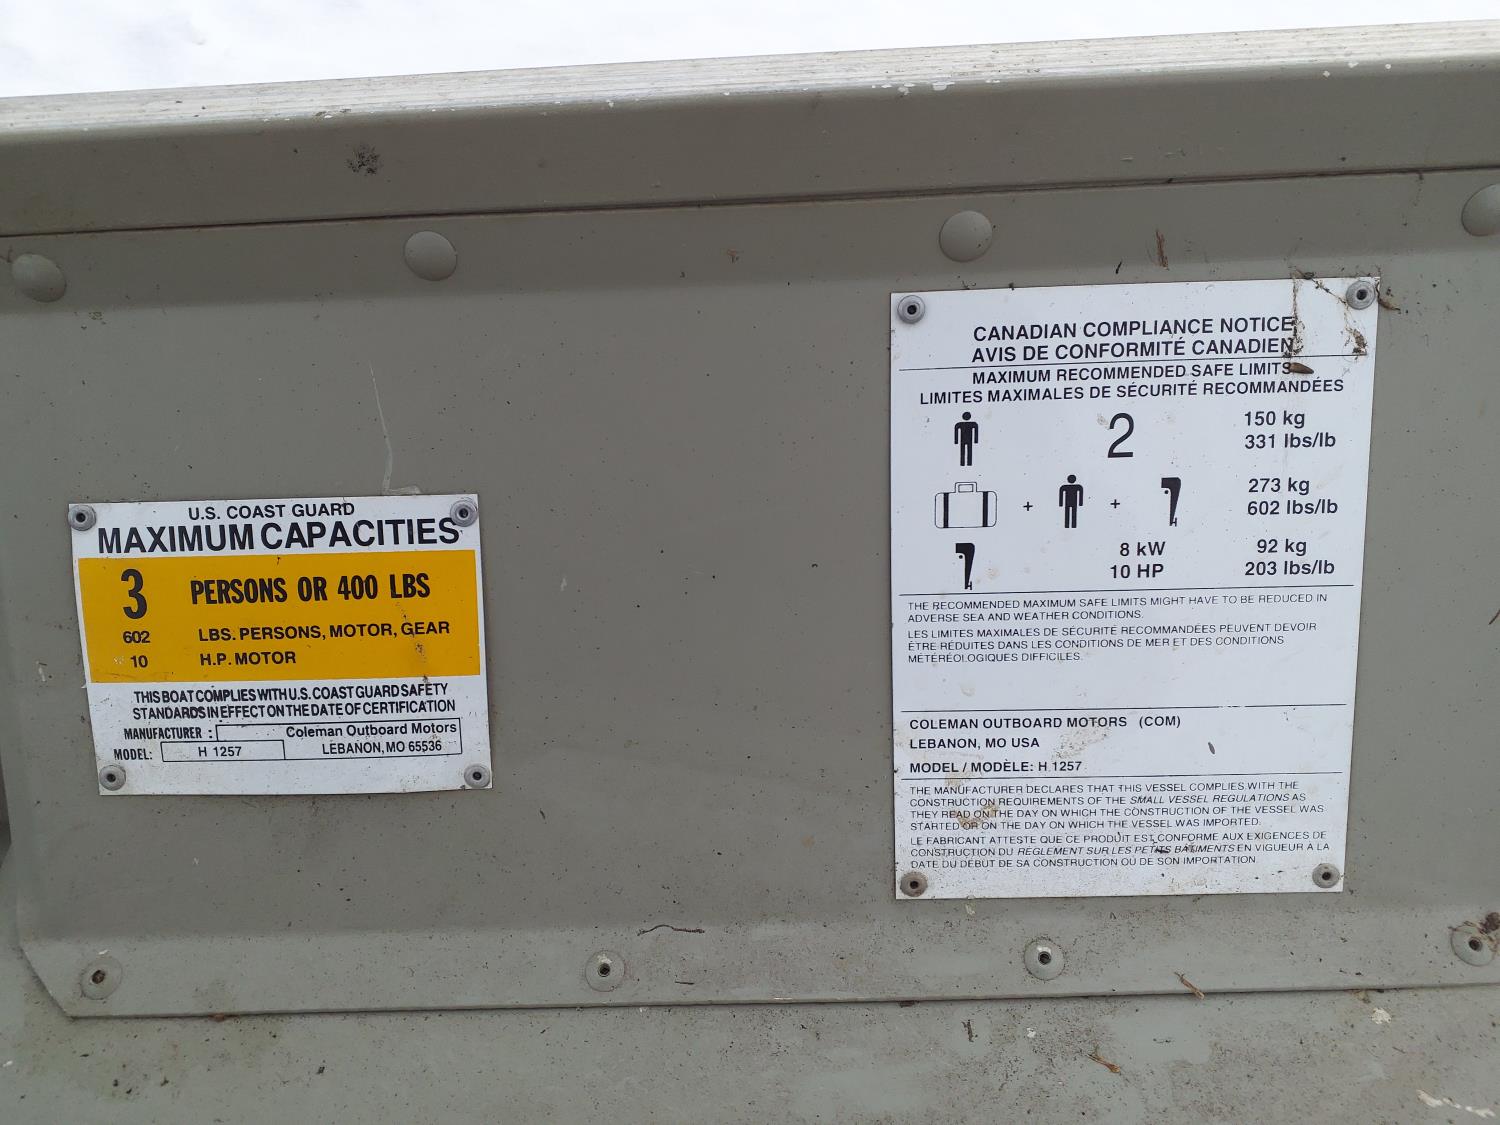 U.S. COAST GUARD
MAXIMUM CAPACITIES
3 PERSONS OR 400 LBS
602 LBS. PERSONS, MOTOR, GEAR
10 H.P. MOTOR
THIS BOAT COMPLIES WITH U.S. COAST GUARD SAFETY
STANDARDS IN EFFECT ON THE DATE OF CERTIFICATION
MANUFACTURER : Coleman Outboard Motors
MODEL: H 1257 LEBANON, MO 65536
CANADIAN COMPLIANCE NOTICE
AVIS DE CONFORMITÉ CANADIEN
MAXIMUM RECOMMENDED SAFE LIMITS
LIMITES MAXIMALES DE SÉCURITÉ RECOMMANDÉES
2 150 kg
331 lbs/lb
+ + 273 kg
602 lbs/lb
8 kW 92 kg
10 HP 203 lbs/lb
THE RECOMMENDED MAXIMUM SAFE LIMITS MIGHT HAVE TO BE REDUCED IN
ADVERSE SEA AND WEATHER CONDITIONS.
LES LIMITES MAXIMALES DE SÉCURITÉ RECOMMANDÉES PEUVENT DEVOIR
ÊTRE RÉDUITES DANS LES CONDITIONS DE MER ET DES CONDITIONS
MÉTÉRÉOLOGIQUES DIFFICILES.
COLEMAN OUTBOARD MOTORS (COM)
LEBANON, MO USA
MODEL / MODÈLE: H 1257
THE MANUFACTURER DECLARES THAT THIS VESSEL COMPLIES WITH THE
CONSTRUCTION REQUIREMENTS OF THE SMALL VESSEL REGULATIONS AS
THEY READ ON THE DAY ON WHICH THE CONSTRUCTION OF THE VESSEL WAS
STARTED OR ON THE DAY ON WHICH THE VESSEL WAS IMPORTED.
LE FABRICANT ATTESTE QUE CE PRODUIT EST CONFORME AUX EXIGENCES DE
CONSTRUCTION DU RÈGLEMENT SUR LES PETITS BÂTIMENTS EN VIGUEUR À LA
DATE DU DÉBUT DE SA CONSTRUCTION OU DE SON IMPORTATION.